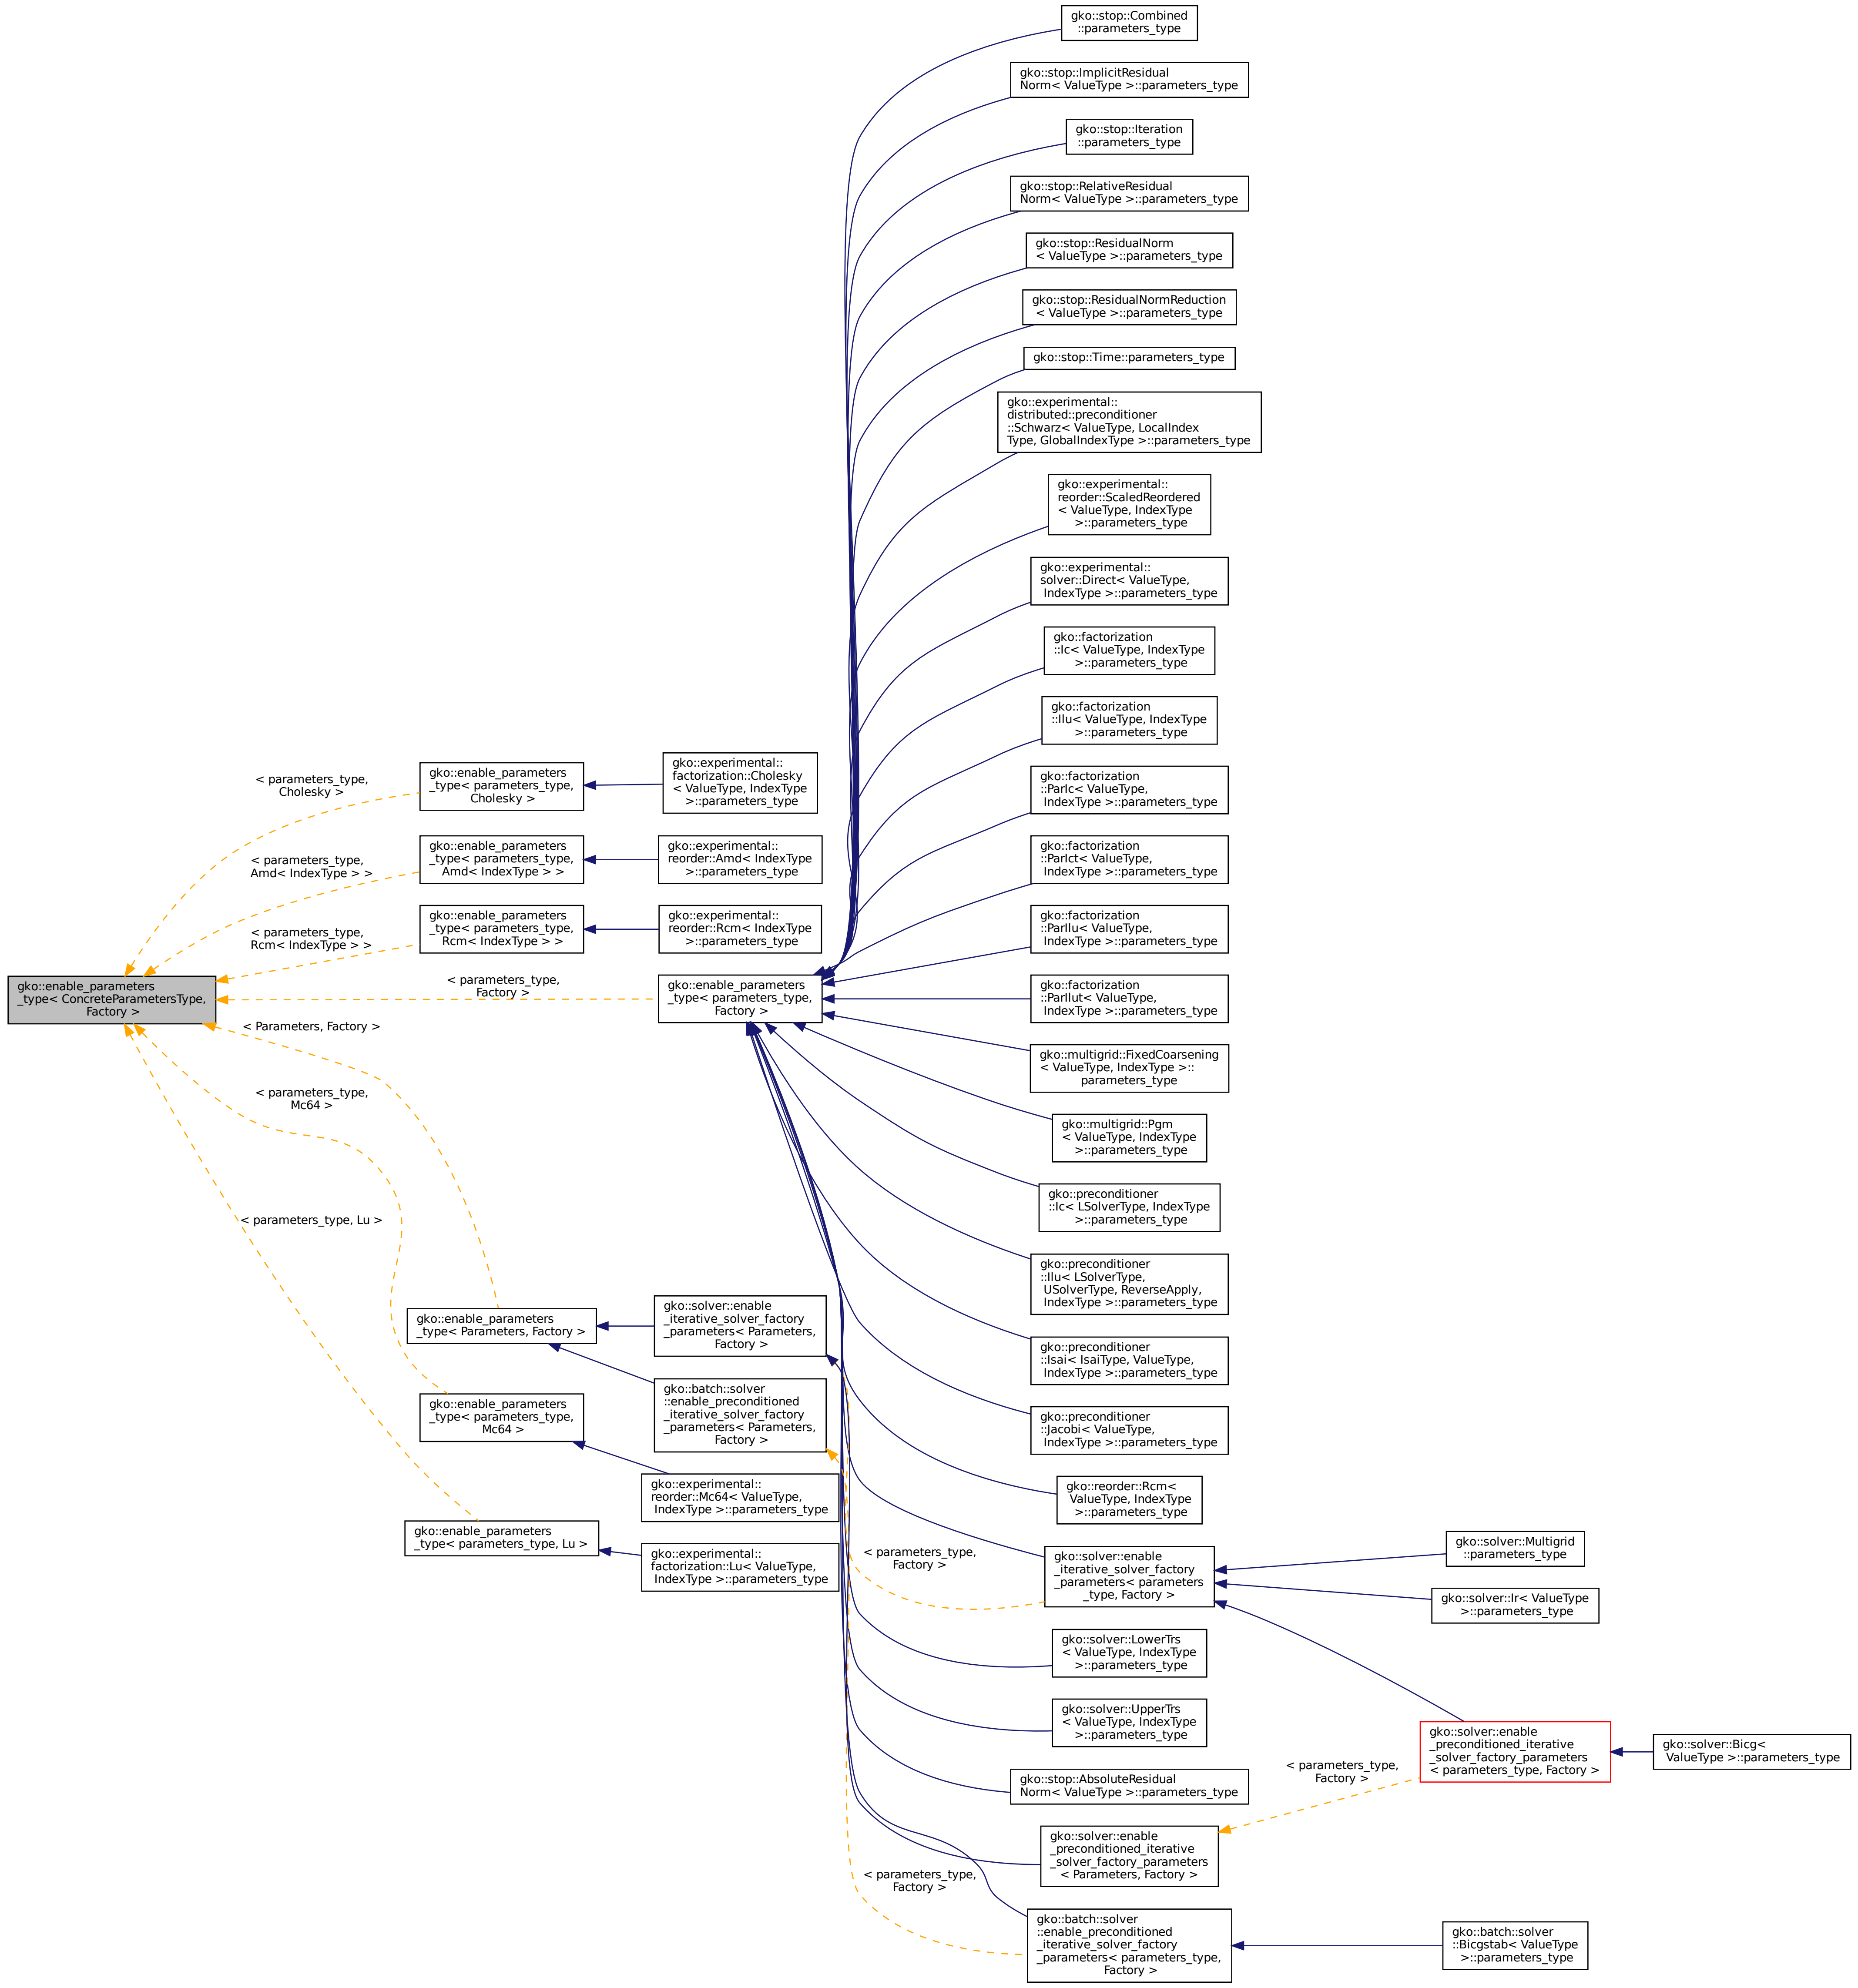 gko::enable_parameters
_type< ConcreteParametersType,
Factory >
< parameters_type,
Cholesky >
< parameters_type,
Amd< IndexType > >
< parameters_type,
Rcm< IndexType > >
< parameters_type,
Factory >
< Parameters, Factory >
< parameters_type,
Mc64 >
< parameters_type, Lu >
gko::enable_parameters
_type< parameters_type,
Cholesky >
gko::enable_parameters
_type< parameters_type,
Amd< IndexType > >
gko::enable_parameters
_type< parameters_type,
Rcm< IndexType > >
gko::enable_parameters
_type< Parameters, Factory >
gko::enable_parameters
_type< parameters_type,
Mc64 >
gko::enable_parameters
_type< parameters_type, Lu >
gko::experimental::
factorization::Cholesky
< ValueType, IndexType
>::parameters_type
gko::experimental::
reorder::Amd< IndexType
>::parameters_type
gko::experimental::
reorder::Rcm< IndexType
>::parameters_type
gko::enable_parameters
_type< parameters_type,
Factory >
gko::solver::enable
_iterative_solver_factory
_parameters< Parameters,
Factory >
gko::batch::solver
::enable_preconditioned
_iterative_solver_factory
_parameters< Parameters,
Factory >
gko::experimental::
reorder::Mc64< ValueType,
IndexType >::parameters_type
gko::experimental::
factorization::Lu< ValueType,
IndexType >::parameters_type
gko::stop::Combined
::parameters_type
gko::stop::ImplicitResidual
Norm< ValueType >::parameters_type
gko::stop::Iteration
::parameters_type
gko::stop::RelativeResidual
Norm< ValueType >::parameters_type
gko::stop::ResidualNorm
< ValueType >::parameters_type
gko::stop::ResidualNormReduction
< ValueType >::parameters_type
gko::stop::Time::parameters_type
gko::experimental::
distributed::preconditioner
::Schwarz< ValueType, LocalIndex
Type, GlobalIndexType >::parameters_type
gko::experimental::
reorder::ScaledReordered
< ValueType, IndexType
>::parameters_type
gko::experimental::
solver::Direct< ValueType,
IndexType >::parameters_type
gko::factorization
::Ic< ValueType, IndexType
>::parameters_type
gko::factorization
::Ilu< ValueType, IndexType
>::parameters_type
gko::factorization
::ParIc< ValueType,
IndexType >::parameters_type
gko::factorization
::ParIct< ValueType,
IndexType >::parameters_type
gko::factorization
::ParIlu< ValueType,
IndexType >::parameters_type
gko::factorization
::ParIlut< ValueType,
IndexType >::parameters_type
gko::multigrid::FixedCoarsening
< ValueType, IndexType >::
parameters_type
gko::multigrid::Pgm
< ValueType, IndexType
>::parameters_type
gko::preconditioner
::Ic< LSolverType, IndexType
>::parameters_type
gko::preconditioner
::Ilu< LSolverType,
USolverType, ReverseApply,
IndexType >::parameters_type
gko::preconditioner
::Isai< IsaiType, ValueType,
IndexType >::parameters_type
gko::preconditioner
::Jacobi< ValueType,
IndexType >::parameters_type
gko::reorder::Rcm<
ValueType, IndexType
>::parameters_type
< parameters_type,
Factory >
gko::solver::enable
_iterative_solver_factory
_parameters< parameters
_type, Factory >
gko::solver::LowerTrs
< ValueType, IndexType
>::parameters_type
gko::solver::UpperTrs
< ValueType, IndexType
>::parameters_type
gko::stop::AbsoluteResidual
Norm< ValueType >::parameters_type
gko::solver::enable
_preconditioned_iterative
_solver_factory_parameters
< Parameters, Factory >
< parameters_type,
Factory >
gko::batch::solver
::enable_preconditioned
_iterative_solver_factory
_parameters< parameters_type,
Factory >
gko::solver::Multigrid
::parameters_type
gko::solver::Ir< ValueType
>::parameters_type
< parameters_type,
Factory >
gko::solver::enable
_preconditioned_iterative
_solver_factory_parameters
< parameters_type, Factory >
gko::solver::Bicg<
ValueType >::parameters_type
gko::batch::solver
::Bicgstab< ValueType
>::parameters_type